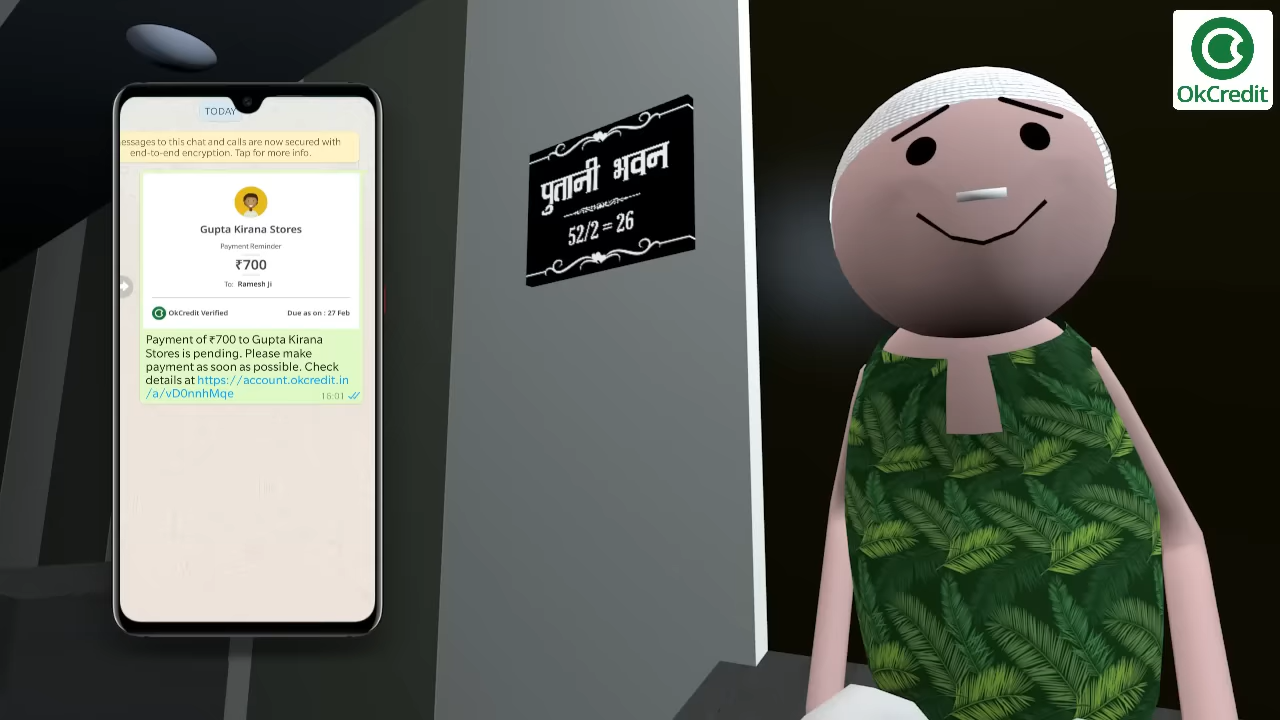 TODAY
essages to this chat and calls are now secured with
end-to-end encryption. Tap for more info.
Gupta Kirana Stores
Payment Reminder
₹700
To: Ramesh Ji
OkCredit Verified
Due as on : 27 Feb
Payment of ₹700 to Gupta Kirana
Stores is pending. Please make
payment as soon as possible. Check
details at https://account.okcredit.in
/a/vD0nnhMqe
16:01
पुतानी भवन
52/2 = 26
OkCredit